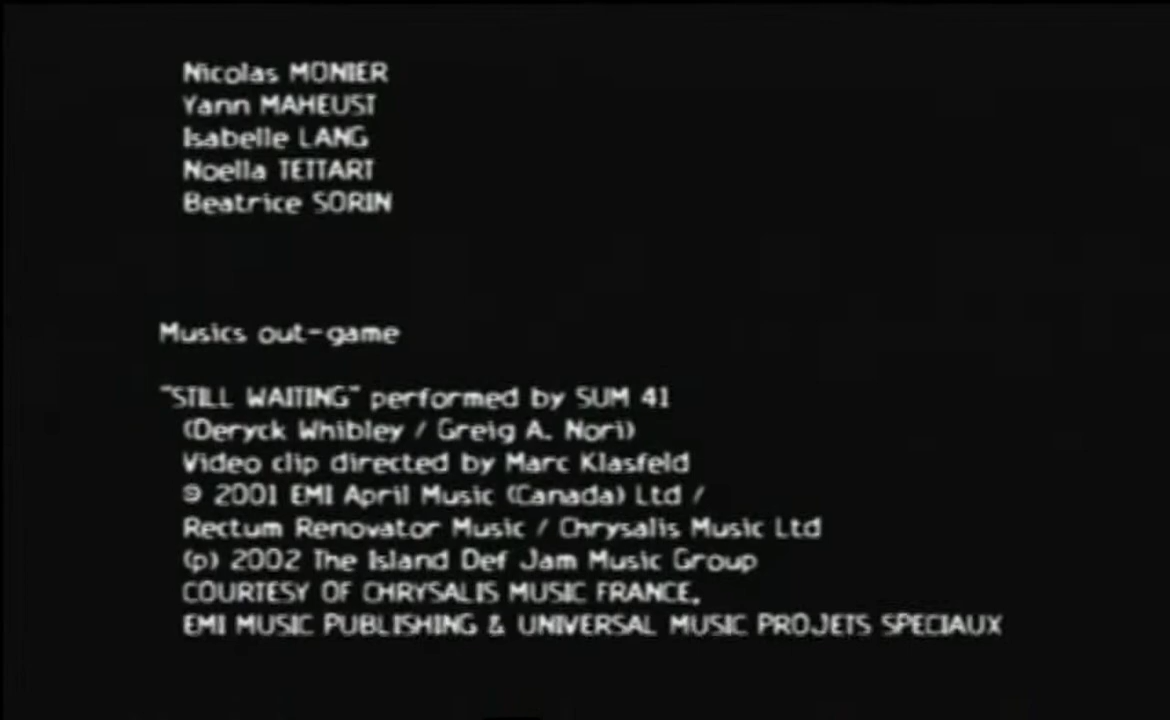 Nicolas MONIER
Yann MAHEUST
Isabelle LANG
Noella TETTART
Beatrice SORIN
Musics out-game
"STILL WAITING" performed by SUM 41
(Deryck Whibley / Greig A. Nori)
Video clip directed by Marc Klasfeld
© 2001 EMI April Music (Canada) Ltd /
Rectum Renovator Music / Chrysalis Music Ltd
(p) 2002 The Island Def Jam Music Group
COURTESY OF CHRYSALIS MUSIC FRANCE,
EMI MUSIC PUBLISHING & UNIVERSAL MUSIC PROJETS SPECIAUX